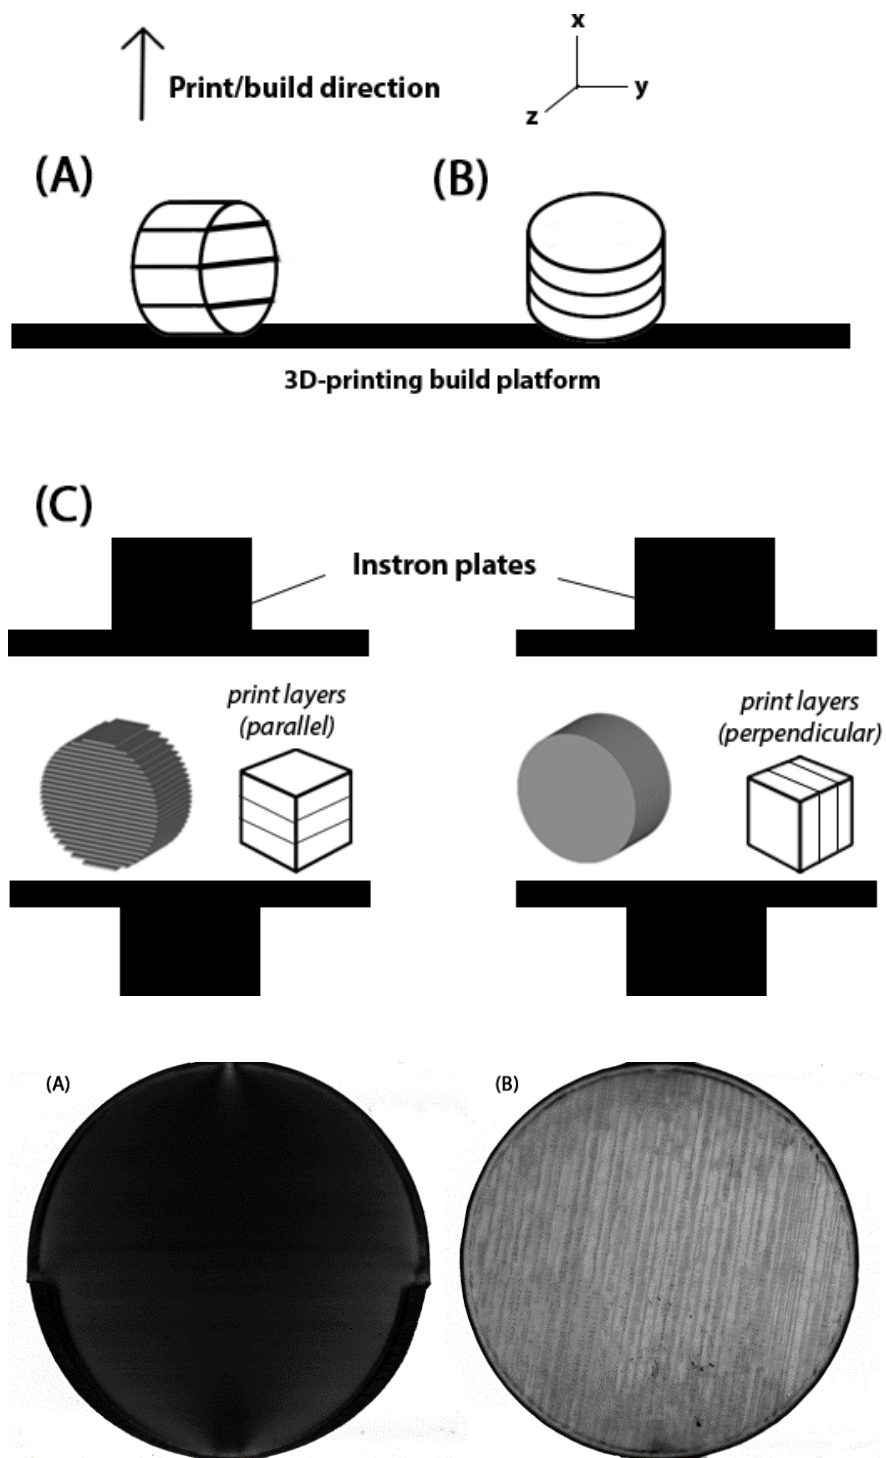 x
Print/build direction
y
z
(A)
(B)
3D-printing build platform
(C)
Instron plates
print layers
(parallel)
print layers
(perpendicular)
(A)
(B)